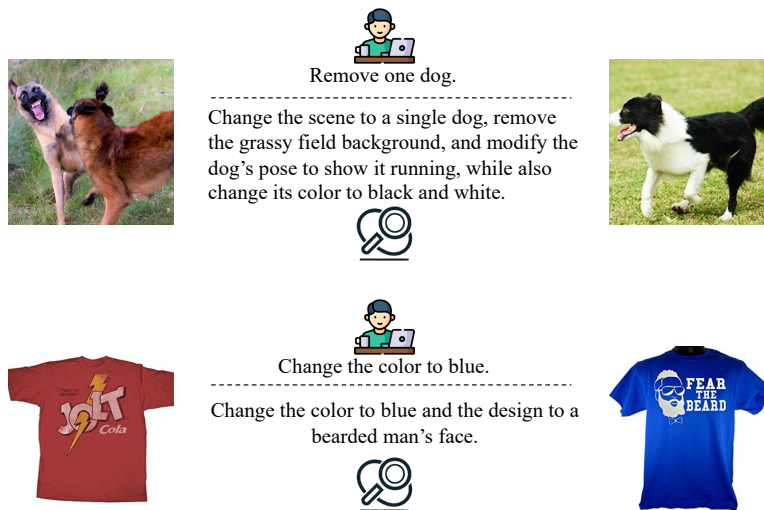 Remove one dog.
Change the scene to a single dog, remove
the grassy field background, and modify the
dog's pose to show it running, while also
change its color to black and white.
Change the color to blue.
Change the color to blue and the design to a
bearded man's face.
JOLT
Cola
FEAR
THE
BEARD